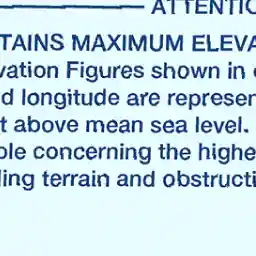 ATTENTIO
TAINS MAXIMUM ELEVA
vation Figures shown in
d longitude are represen
t above mean sea level.
ble concerning the highe
ling terrain and obstructi